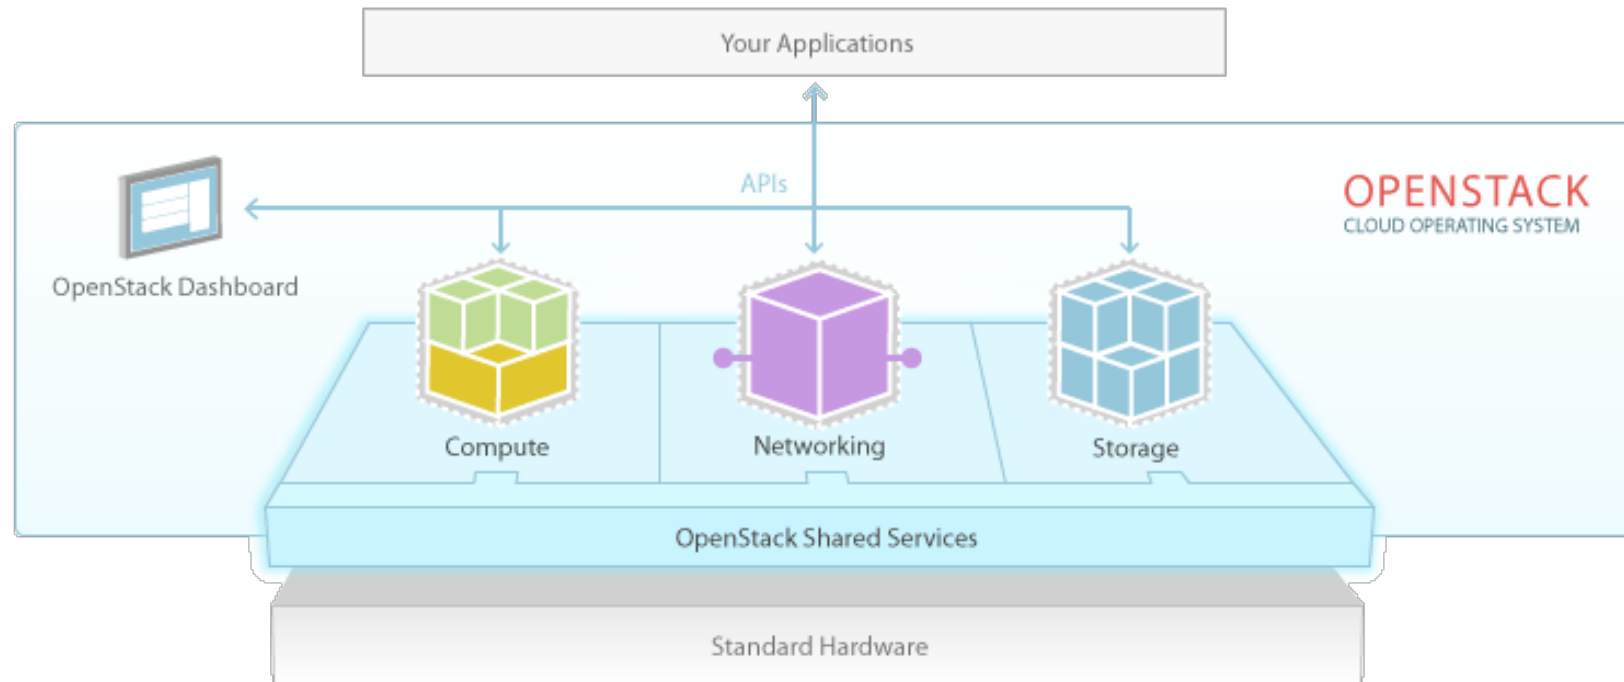 Your Applications
APIs
OPENSTACK
CLOUD OPERATING SYSTEM
OpenStack Dashboard
Compute
Networking
Storage
OpenStack Shared Services
Standard Hardware